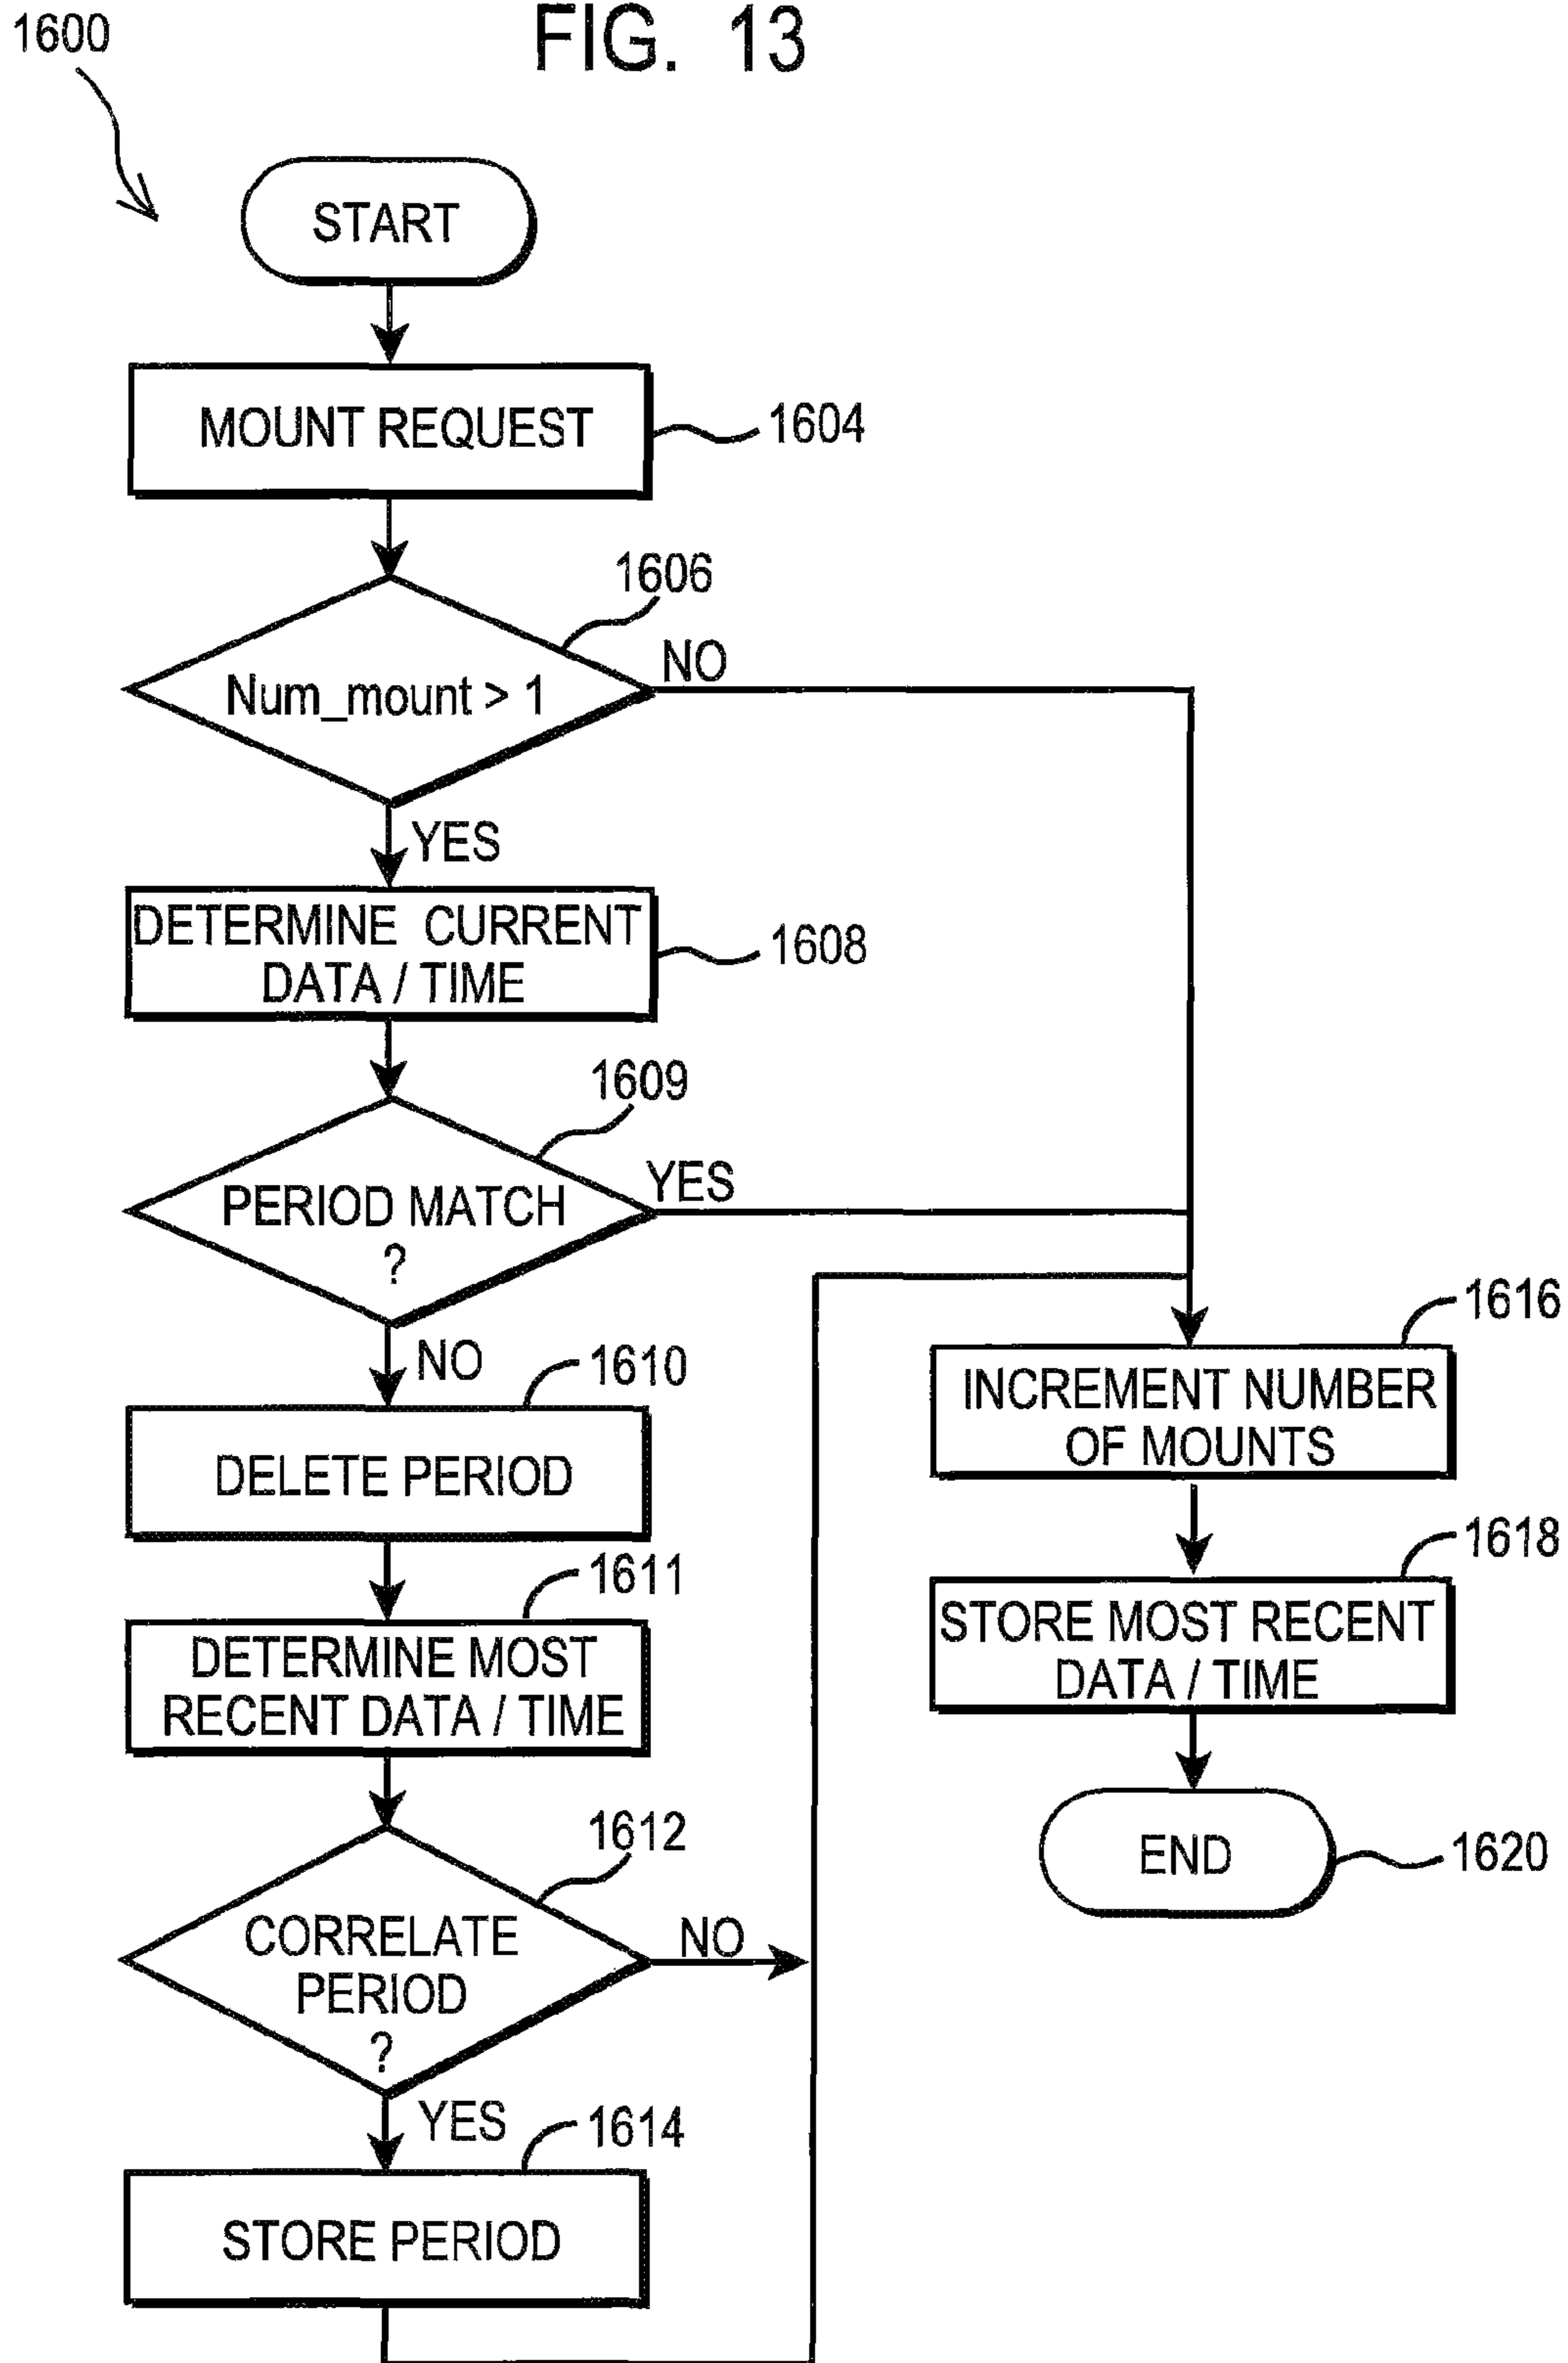 FIG. 13
1600
START
MOUNT REQUEST
1604
1606
Num_mount > 1
NO
YES
DETERMINE CURRENT
DATA / TIME
1608
1609
PERIOD MATCH
?
YES
NO
1610
DELETE PERIOD
1611
DETERMINE MOST
RECENT DATA / TIME
1612
CORRELATE
PERIOD
?
NO
YES
1614
STORE PERIOD
1616
INCREMENT NUMBER
OF MOUNTS
1618
STORE MOST RECENT
DATA / TIME
END
1620